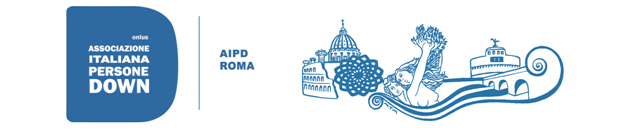 onlus
ASSOCIAZIONE
ITALIANA
PERSONE
DOWN
AIPD
ROMA